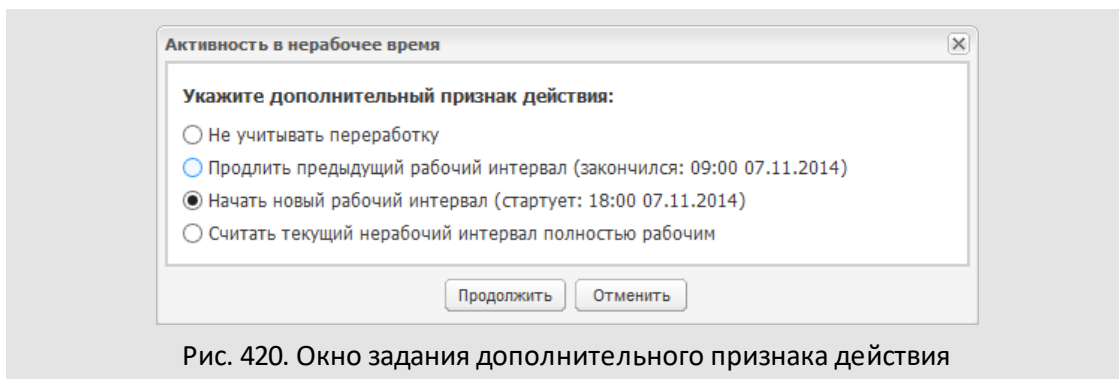 Активность в нерабочее время
Укажите дополнительный признак действия:
Не учитывать переработку
Продлить предыдущий рабочий интервал (закончился: 09:00 07.11.2014)
Начать новый рабочий интервал (стартует: 18:00 07.11.2014)
Считать текущий нерабочий интервал полностью рабочим
Продолжить Отменить
Рис. 420. Окно задания дополнительного признака действия